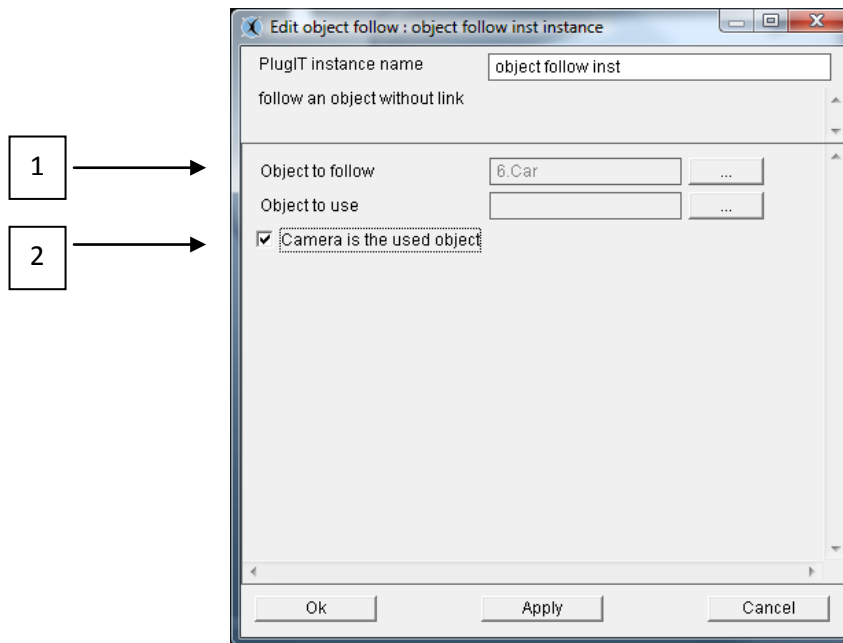 Edit object follow : object follow inst instance
PlugIT instance name object follow inst
follow an object without link
1
Object to follow 6.Car ...
Object to use ...
2
Camera is the used object
Ok Apply Cancel